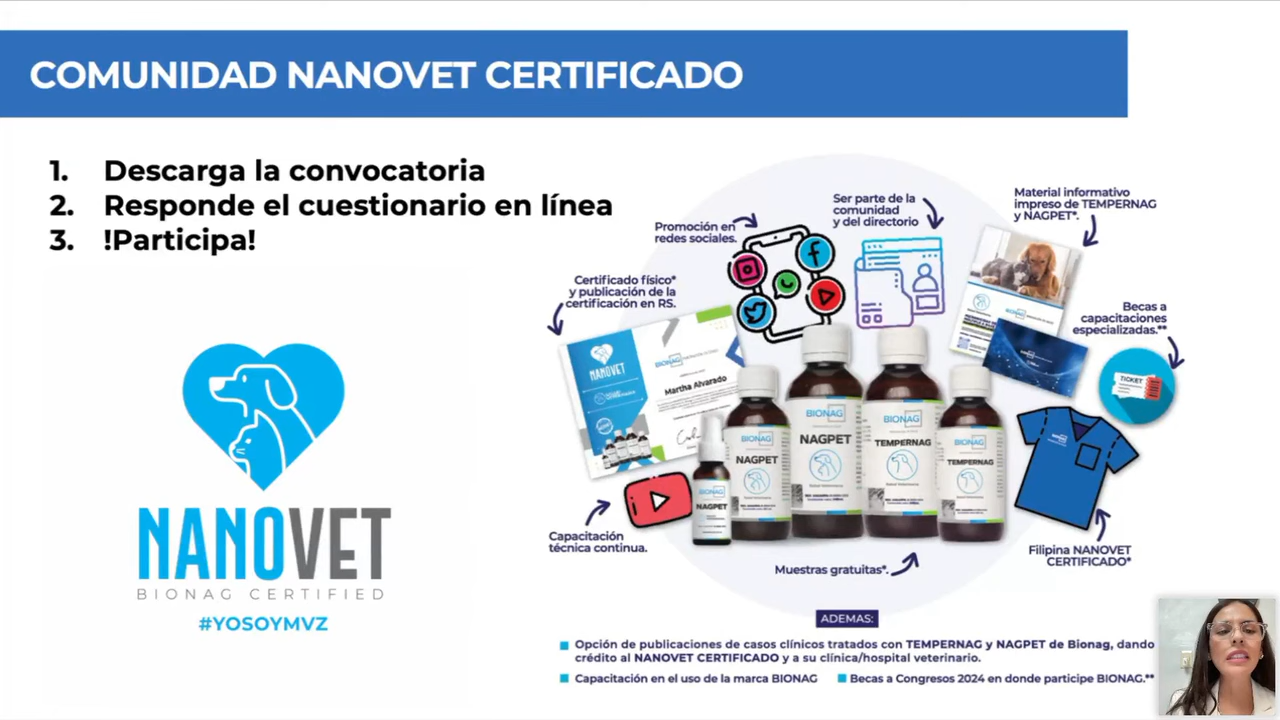 COMUNIDAD NANOVET CERTIFICADO
1. Descarga la convocatoria
2. Responde el cuestionario en línea
3. !Participa!
NANOVET
BIONAG CERTIFIED
#YOSOYMVZ
Promoción en
redes sociales.
Ser parte de la
comunidad
y del directorio
Material informativo
impreso de TEMPERNAG
y NAGPET*.
Certificado físico*
y publicación de la
certificación en RS.
Becas a
capacitaciones
especializadas.**
NANOVET
BIONAG
Martha Alvarado
TICKET
BIONAG
NAGPET
BIONAG
NAGPET
BIONAG
NAGPET
BIONAG
TEMPERNAG
BIONAG
TEMPERNAG
Capacitación
técnica continua.
Muestras gratuitas*.
Filipina NANOVET
CERTIFICADO*
ADEMAS:
Opción de publicaciones de casos clínicos tratados con TEMPERNAG y NAGPET de Bionag, dando
crédito al NANOVET CERTIFICADO y a su clínica/hospital veterinario.
Capacitación en el uso de la marca BIONAG
Becas a Congresos 2024 en donde participe BIONAG.**